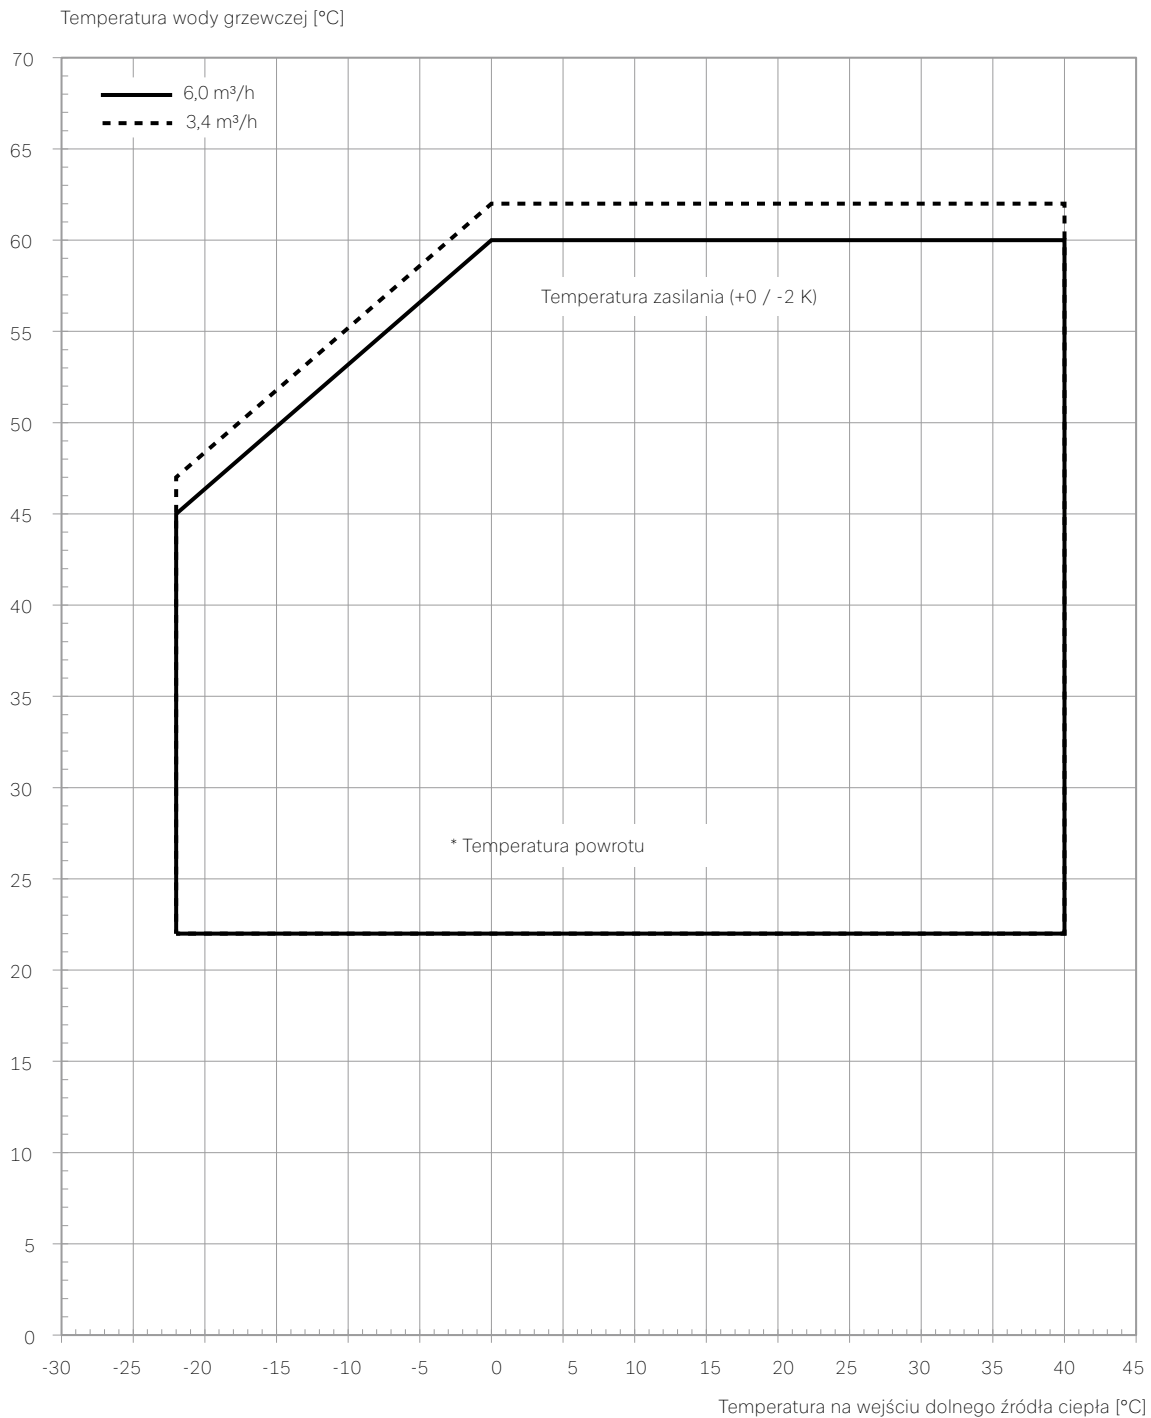 Temperatura wody grzewczej [°C]
70
6,0 m³/h
3,4 m³/h
65
60
Temperatura zasilania (+0 / -2 K)
55
50
45
40
35
30
* Temperatura powrotu
25
20
15
10
5
0
-30 -25 -20 -15 -10 -5 0 5 10 15 20 25 30 35 40 45
Temperatura na wejściu dolnego źródła ciepła [°C]